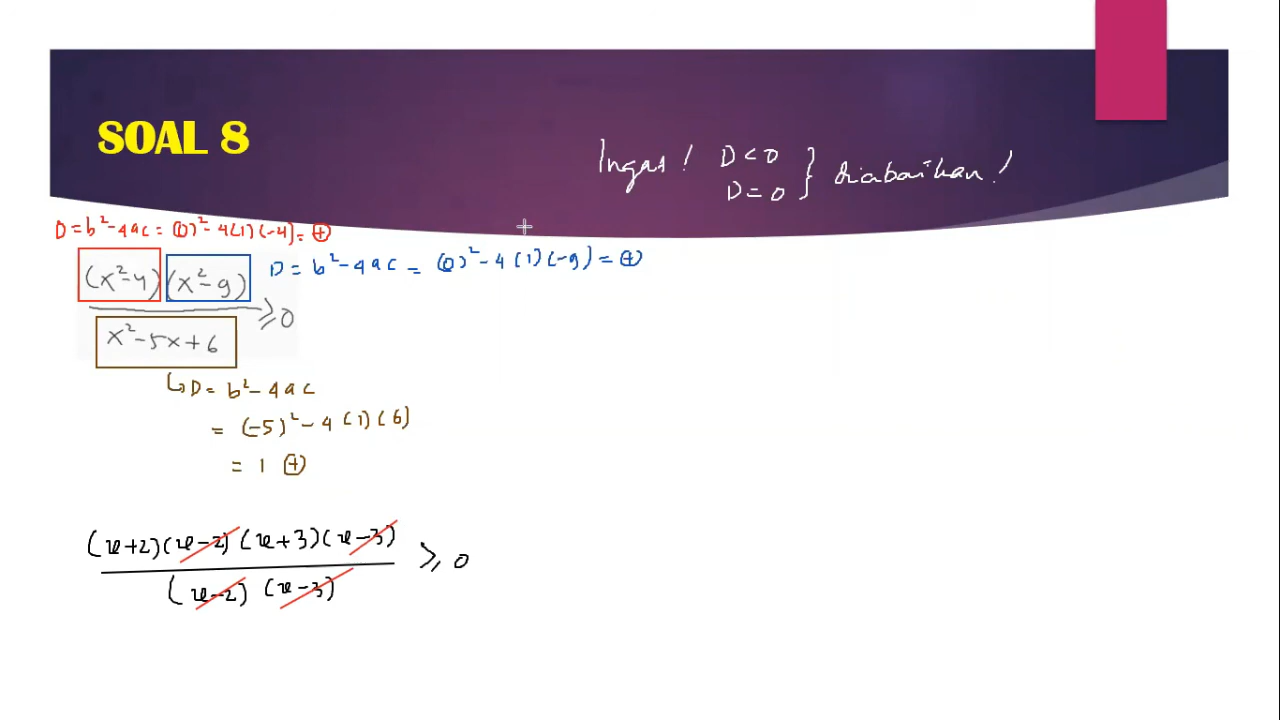 SOAL 8
Ingat! D<0
D=0 } diabaikan!
D=b²-4ac=(0)²-4(1)(-4)=⊕
D=b²-4ac=(0)²-4(1)(-9)=⊕
(x²-4)(x²-9)
≥0
x²-5x+6
↳D=b²-4ac
=(-5)²-4(1)(6)
=1 ⊕
(x+2)(x-2)(x+3)(x-3)
≥0
(x-2)(x-3)